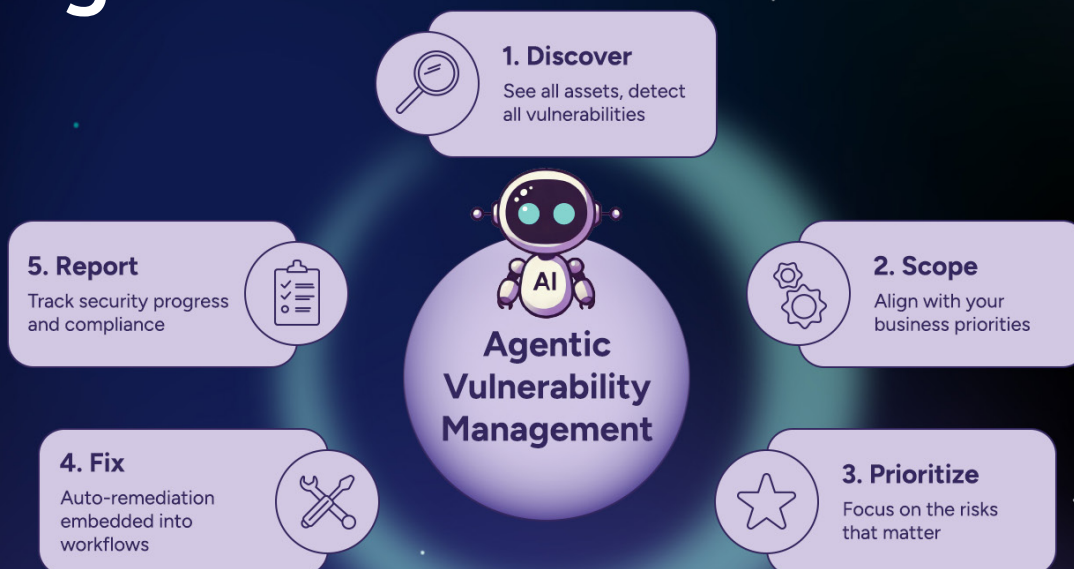 1. Discover
See all assets, detect
all vulnerabilities
AI
Agentic
Vulnerability
Management
2. Scope
Align with your
business priorities
3. Prioritize
Focus on the risks
that matter
4. Fix
Auto-remediation
embedded into
workflows
5. Report
Track security progress
and compliance